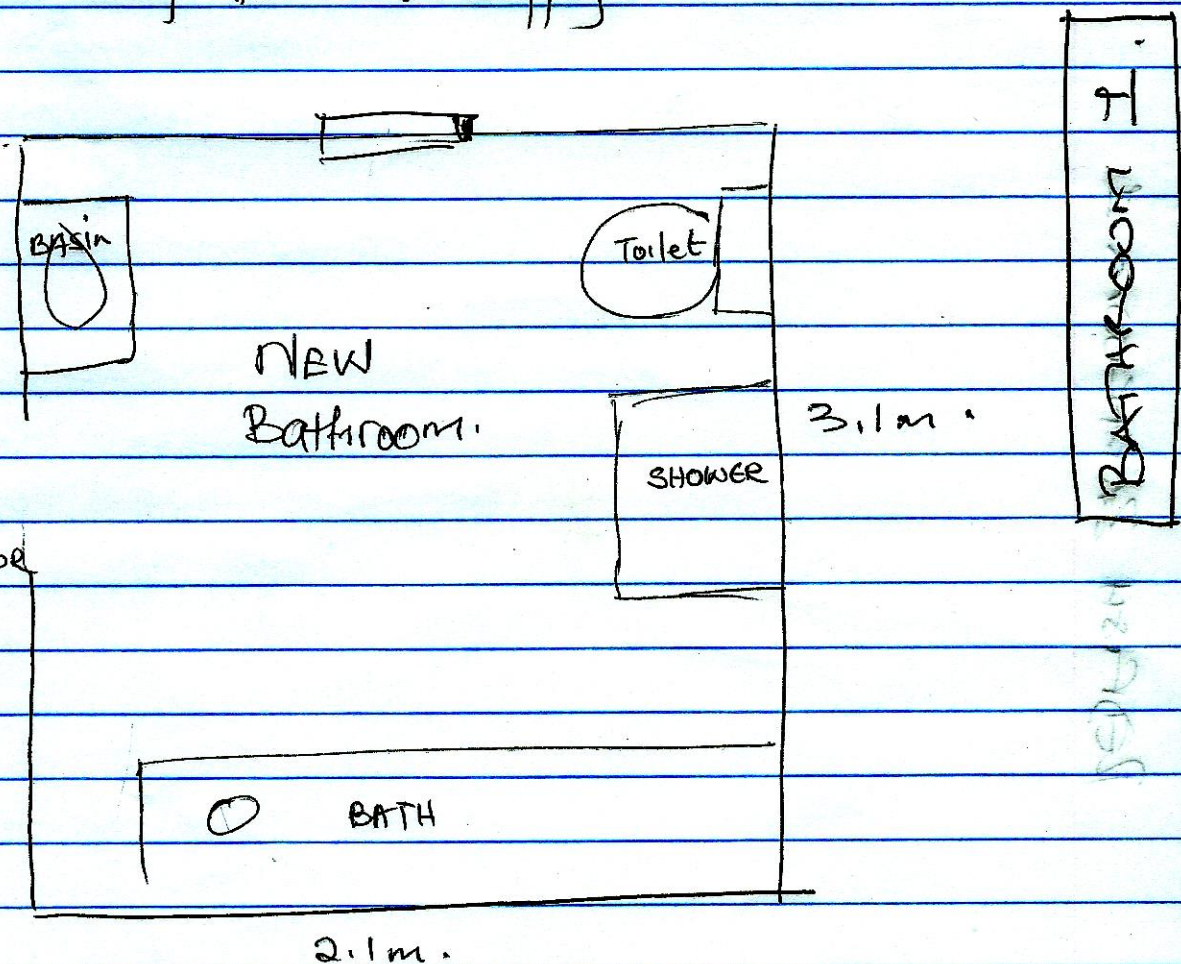 BASin
Toilet
NEW
Bathroom.
3.1m.
SHOWER
BATH
2.1m.
BATHROOM I.